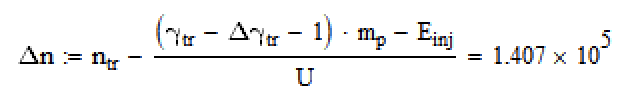 Δn := n_tr − ((γ_tr − Δγ_tr − 1) · m_p − E_inj) / U = 1.407 × 10^5